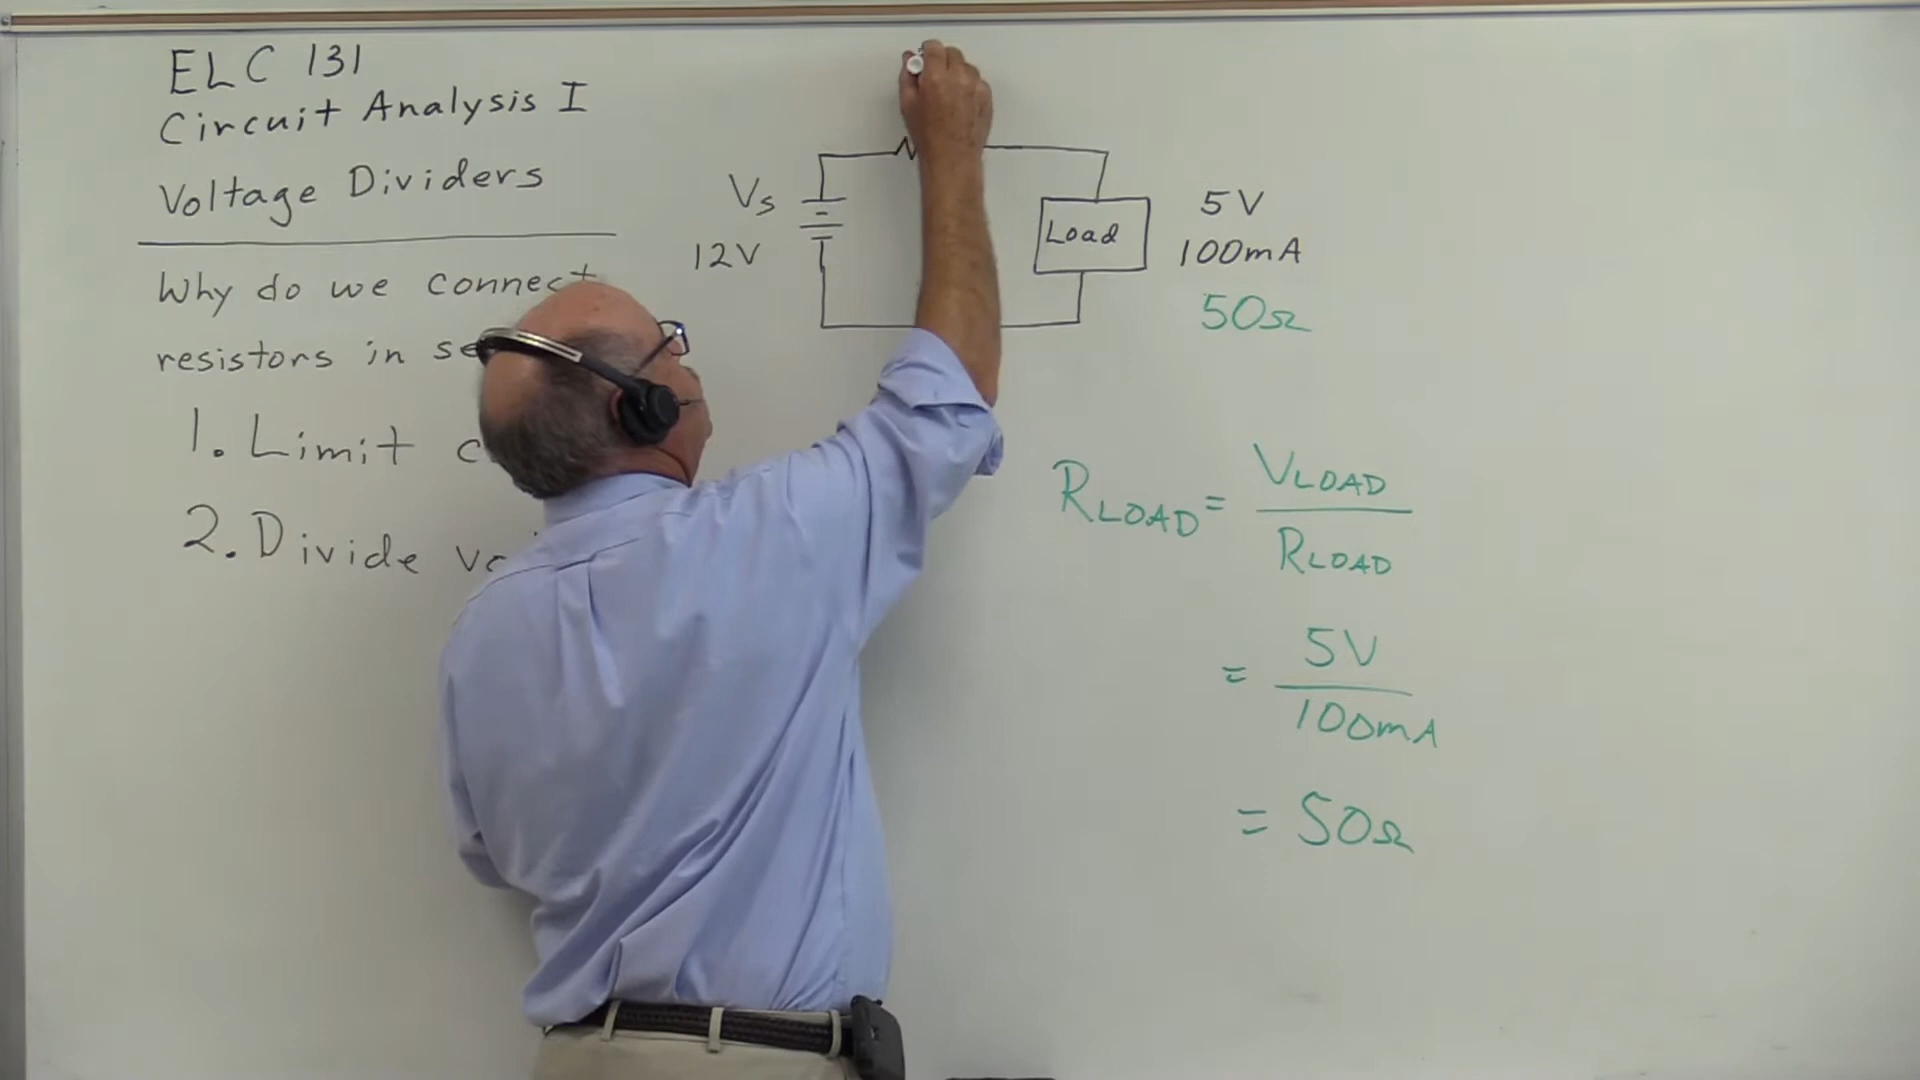 ELC 131
Circuit Analysis I
Voltage Dividers
Why do we connect
resistors in
1. Limit
2. Divide
Vs
12V
Load
5V
100mA
50Ω
RLOAD = VLOAD
RLOAD
= 5V
100mA
= 50Ω